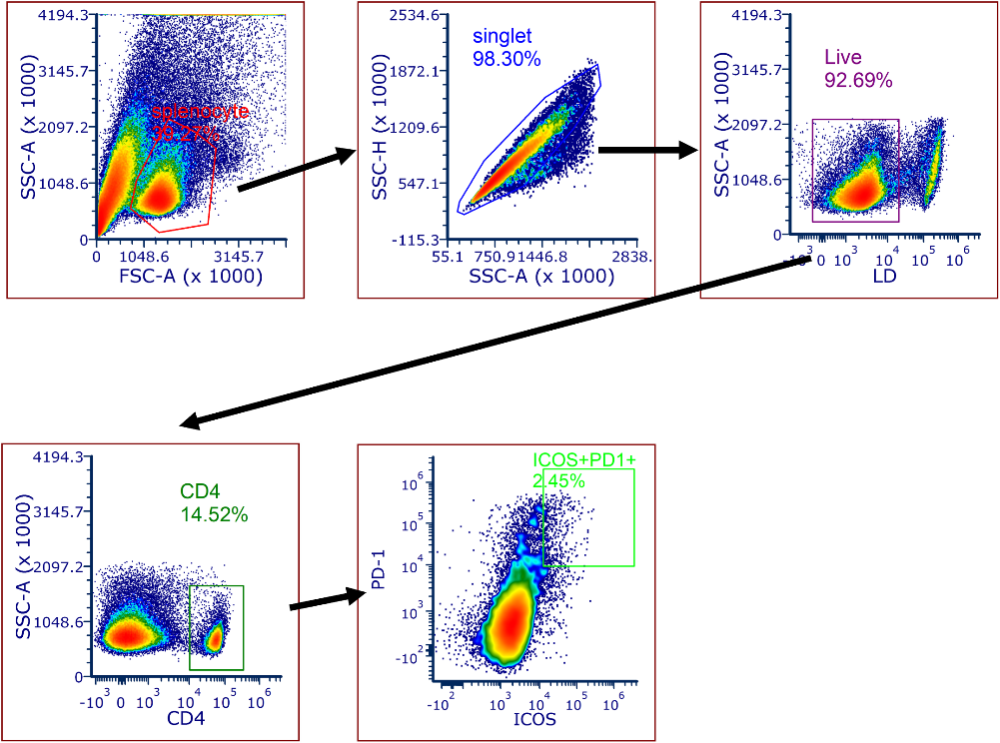 4194.3
3145.7
2097.2
1048.6
0
SSC-A (x 1000)
splenocyte
39.27%
0 1048.6 3145.7
FSC-A (x 1000)
2534.6
1872.1
1209.6
547.1
-115.3
SSC-H (x 1000)
singlet
98.30%
55.1 750.9 1446.8 2838.
SSC-A (x 1000)
4194.3
3145.7
2097.2
1048.6
0
SSC-A (x 1000)
Live
92.69%
-10³ 0 10³ 10⁴ 10⁵ 10⁶
LD
4194.3
3145.7
2097.2
1048.6
0
SSC-A (x 1000)
CD4
14.52%
-10³ 0 10³ 10⁴ 10⁵ 10⁶
CD4
10⁶
10⁵
10⁴
10³
-10²
PD-1
ICOS+PD1+
2.45%
-10² 10³ 10⁴ 10⁵ 10⁶
ICOS